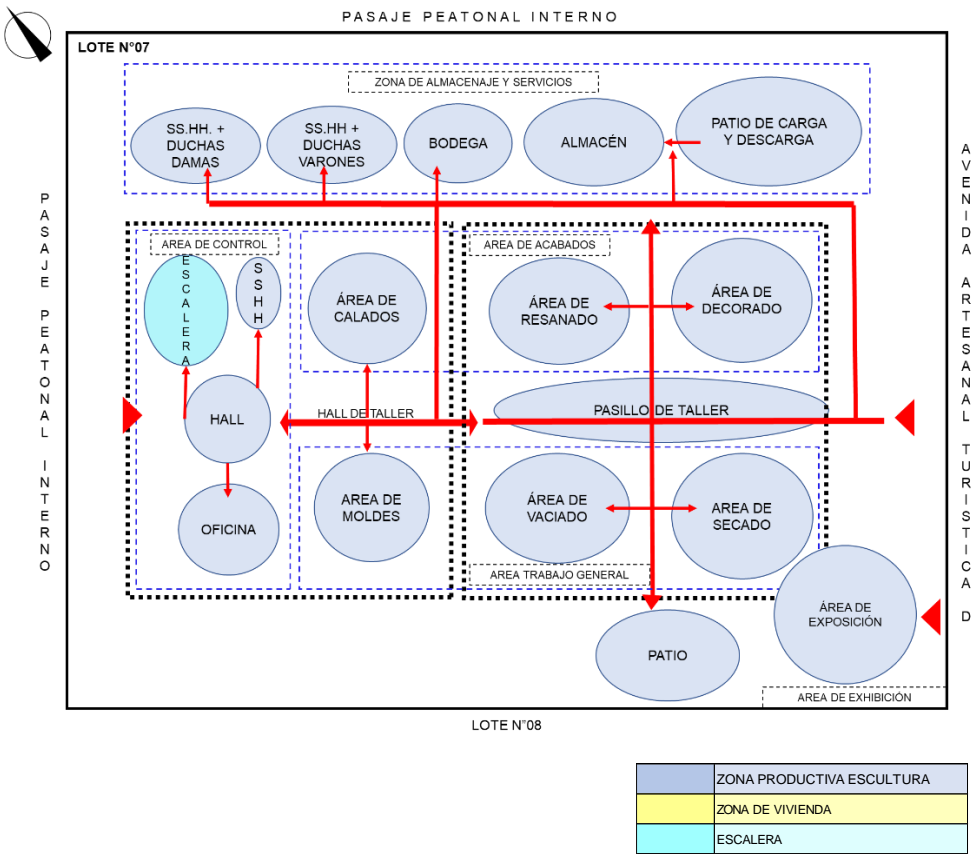 PASAJE PEATONAL INTERNO
LOTE N°07
ZONA DE ALMACENAJE Y SERVICIOS
SS.HH. +
DUCHAS
DAMAS
SS.HH +
DUCHAS
VARONES
BODEGA
ALMACÉN
PATIO DE CARGA
Y DESCARGA
PASAJE PEATONAL INTERNO
AVENIDA ARTESANAL TURISTICA D
AREA DE CONTROL
ESCALERA
SSHH
ÁREA DE
CALADOS
AREA DE ACABADOS
ÁREA DE
RESANADO
ÁREA DE
DECORADO
HALL
HALL DE TALLER
PASILLO DE TALLER
OFICINA
AREA DE
MOLDES
ÁREA DE
VACIADO
AREA DE
SECADO
AREA TRABAJO GENERAL
ÁREA DE
EXPOSICIÓN
PATIO
AREA DE EXHIBICIÓN
LOTE N"08
ZONA PRODUCTIVA ESCULTURA
ZONA DE VIVIENDA
ESCALERA